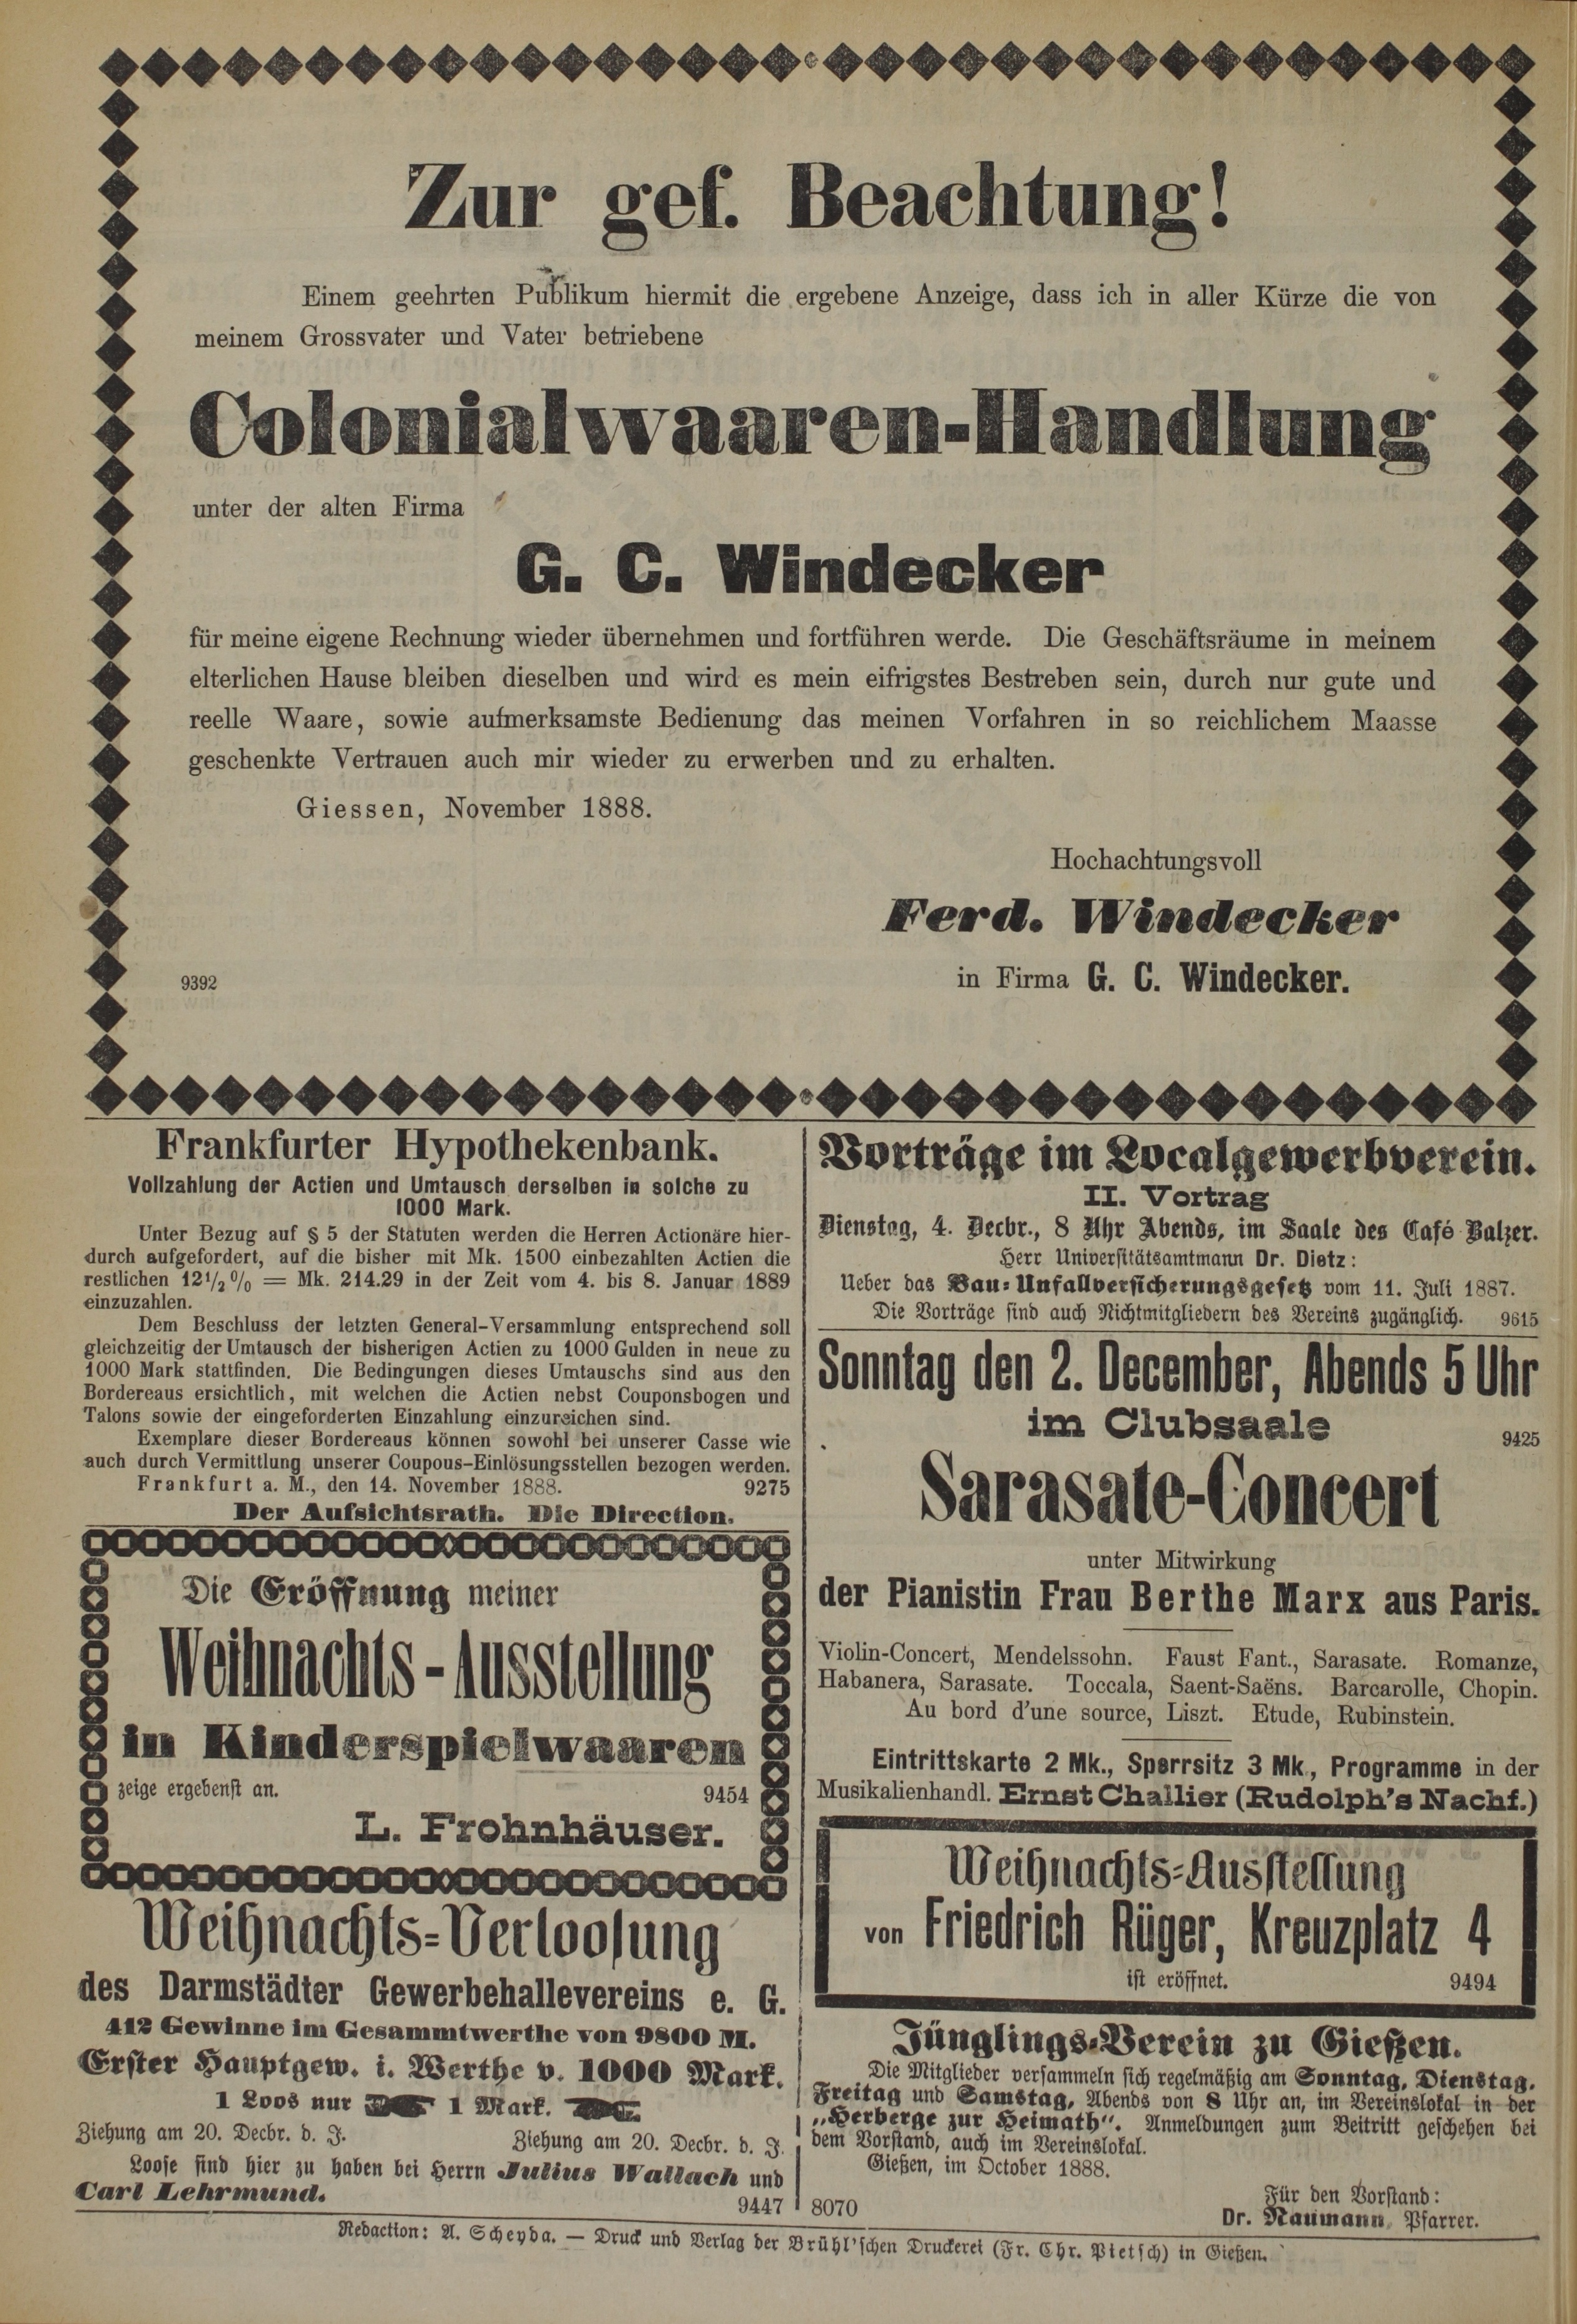 Zur gef. Beachtung!
Einem geehrten Publikum hiermit die ergebene Anzeige, dass ich in aller Kürze die von
meinem Grossvater und Vater betriebene
Colonialwaaren-Handlung
unter der alten Firma
G. C. Windecker
für meine eigene Rechnung wieder übernehmen und fortführen werde. Die Geschäftsräume in meinem
elterlichen Hause bleiben dieselben und wird es mein eifrigstes Bestreben sein, durch nur gute und
reelle Waare, sowie aufmerksamste Bedienung das meinen Vorfahren in so reichlichem Maasse
geschenkte Vertrauen auch mir wieder zu erwerben und zu erhalten.
Giessen, November 1888.
Hochachtungsvoll
Ferd. Windecker
9392
in Firma G. C. Windecker.
Frankfurter Hypothekenbank.
Vollzahlung der Actien und Umtausch derselben in solche zu
1000 Mark.
Unter Bezug auf § 5 der Statuten werden die Herren Actionäre hier-
durch aufgefordert, auf die bisher mit Mk. 1500 einbezahlten Actien die
restlichen 12½% = Mk. 214.29 in der Zeit vom 4. bis 8. Januar 1889
einzuzahlen.
Dem Beschluss der letzten General-Versammlung entsprechend soll
gleichzeitig der Umtausch der bisherigen Actien zu 1000 Gulden in neue zu
1000 Mark stattfinden. Die Bedingungen dieses Umtauschs sind aus den
Bordereaus ersichtlich, mit welchen die Actien nebst Couponsbogen und
Talons sowie der eingeforderten Einzahlung einzureichen sind.
Exemplare dieser Bordereaus können sowohl bei unserer Casse wie
auch durch Vermittlung unserer Coupous-Einlösungsstellen bezogen werden.
Frankfurt a. M., den 14. November 1888. 9275
Der Aufsichtsrath. Die Direction.
Die Eröffnung meiner
Weihnachts-Ausstellung
in Kinderspielwaaren
zeige ergebenst an. 9454
L. Frohnhäuser.
Weihnachts-Verloosung
des Darmstädter Gewerbehallevereins e. G.
412 Gewinne im Gesammtwerthe von 9800 M.
Erster Hauptgew. i. Werthe v. 1000 Mark.
1 Loos nur 1 Mark.
Ziehung am 20. Decbr. d. J. Ziehung am 20. Decbr. d. J.
Loose sind hier zu haben bei Herrn Julius Wallach und
Carl Lehrmund.
9447
Vorträge im Localgewerbverein.
II. Vortrag
Dienstag, 4. Decbr., 8 Uhr Abends, im Saale des Café Balzer.
Herr Universitätsamtmann Dr. Dietz:
Ueber das Bau-Unfallversicherungsgesetz vom 11. Juli 1887.
Die Vorträge sind auch Nichtmitgliedern des Vereins zugänglich. 9615
Sonntag den 2. December, Abends 5 Uhr
im Clubsaale
9425
Sarasate-Concert
unter Mitwirkung
der Pianistin Frau Berthe Marx aus Paris.
Violin-Concert, Mendelssohn. Faust Fant., Sarasate. Romanze,
Habanera, Sarasate. Toccala, Saent-Saëns. Barcarolle, Chopin.
Au bord d'une source, Liszt. Etude, Rubinstein.
Eintrittskarte 2 Mk., Sperrsitz 3 Mk., Programme in der
Musikalienhandl. Ernst Challier (Rudolph's Nachf.)
Weihnachts-Ausstellung
von Friedrich Rüger, Kreuzplatz 4
ist eröffnet. 9494
Jünglings-Verein zu Gießen.
Die Mitglieder versammeln sich regelmäßig am Sonntag, Dienstag,
Freitag und Samstag, Abends von 8 Uhr an, im Vereinslokal in der
„Herberge zur Heimath“. Anmeldungen zum Beitritt geschehen bei
dem Vorstand, auch im Vereinslokal.
Gießen, im October 1888.
Für den Vorstand:
8070
Dr. Naumann, Pfarrer.
Redaction: A. Scheyda. — Druck und Verlag der Brühl'schen Druckerei (Fr. Chr. Pietsch) in Gießen.